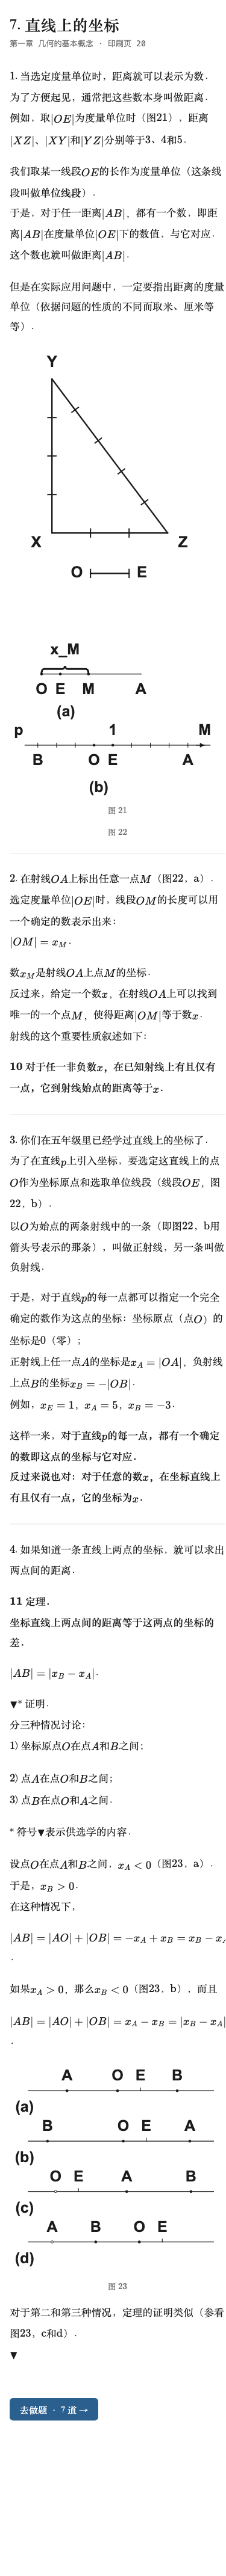 7. 直线上的坐标
第一章 几何的基本概念 · 印刷页 20
1. 当选定度量单位时，距离就可以表示为数．
为了方便起见，通常把这些数本身叫做距离．
例如，取|OE|为度量单位时（图21），距离
|XZ|、|XY|和|YZ|分别等于3、4和5．
我们取某一线段OE的长作为度量单位（这条线
段叫做单位线段）．
于是，对于任一距离|AB|，都有一个数，即距
离|AB|在度量单位|OE|下的数值，与它对应．
这个数也就叫做距离|AB|．
但是在实际应用问题中，一定要指出距离的度量
单位（依据问题的性质的不同而取米、厘米等
等）．
Y
X Z
O E
x_M
O E M A
(a)
p 1 M
B O E A
(b)
图 21
图 22
2. 在射线OA上标出任意一点M（图22，a）．
选定度量单位|OE|时，线段OM的长度可以用
一个确定的数表示出来：
|OM| = x_M．
数x_M是射线OA上点M的坐标．
反过来，给定一个数x，在射线OA上可以找到
唯一的一个点M，使得距离|OM|等于数x．
射线的这个重要性质叙述如下：
10 对于任一非负数x，在已知射线上有且仅有
一点，它到射线始点的距离等于x．
3. 你们在五年级里已经学过直线上的坐标了．
为了在直线p上引入坐标，要选定这直线上的点
O作为坐标原点和选取单位线段（线段OE，图
22，b）．
以O为始点的两条射线中的一条（即图22，b用
箭头号表示的那条），叫做正射线，另一条叫做
负射线．
于是，对于直线p的每一点都可以指定一个完全
确定的数作为这点的坐标：坐标原点（点O）的
坐标是0（零）；
正射线上任一点A的坐标是x_A = |OA|，负射线
上点B的坐标x_B = −|OB|．
例如，x_E = 1，x_A = 5，x_B = −3．
这样一来，对于直线p的每一点，都有一个确定
的数即这点的坐标与它对应．
反过来说也对：对于任意的数x，在坐标直线上
有且仅有一点，它的坐标为x．
4. 如果知道一条直线上两点的坐标，就可以求出
两点间的距离．
11 定理．
坐标直线上两点间的距离等于这两点的坐标的
差．
|AB| = |x_B − x_A|．
▼* 证明．
分三种情况讨论：
1) 坐标原点O在点A和B之间；
2) 点A在点O和B之间；
3) 点B在点O和A之间．
* 符号▼表示供选学的内容．
设点O在点A和B之间，x_A < 0（图23，a）．
于是，x_B > 0．
在这种情况下，
|AB| = |AO| + |OB| = −x_A + x_B = x_B − x
．
如果x_A > 0，那么x_B < 0（图23，b），而且
|AB| = |AO| + |OB| = x_A − x_B = |x_B − x_A|
．
A O E B
(a)
B O E A
(b)
O E A B
(c)
A B O E
(d)
图 23
对于第二和第三种情况，定理的证明类似（参看
图23，c和d）．
▼
去做题 · 7 道 →